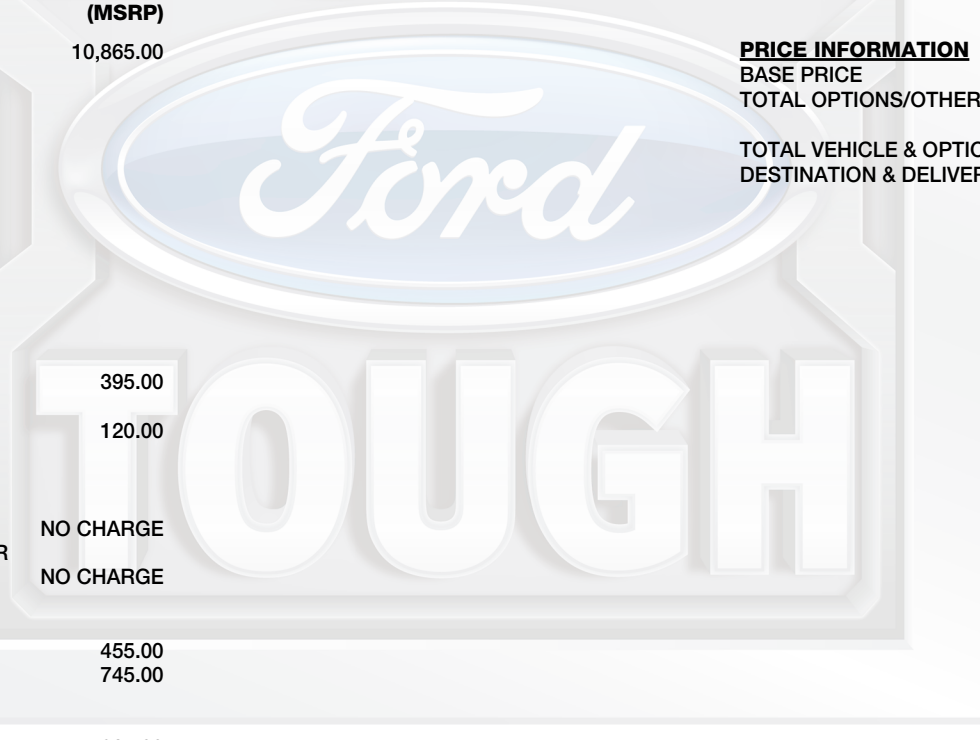 (MSRP)
10,865.00
395.00
120.00
NO CHARGE
R
NO CHARGE
455.00
745.00
PRICE INFORMATION
BASE PRICE
TOTAL OPTIONS/OTHER
TOTAL VEHICLE & OPTIO
DESTINATION & DELIVER
Ford
TOUGH